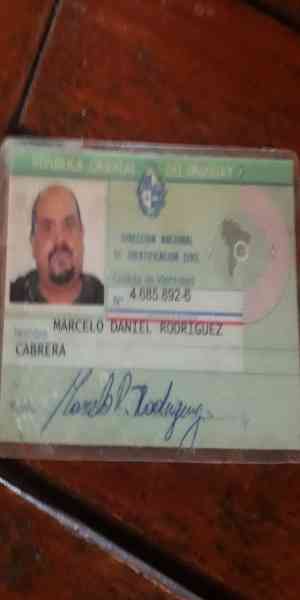 REPUBLICA ORIENTAL DEL URUGUAY
DIRECCION NACIONAL
DE IDENTIFICACION CIVIL
Cédula de Identidad
Nº 4.685.892-6
MARCELO DANIEL RODRIGUEZ
CABRERA
Marcelo D. Rodriguez